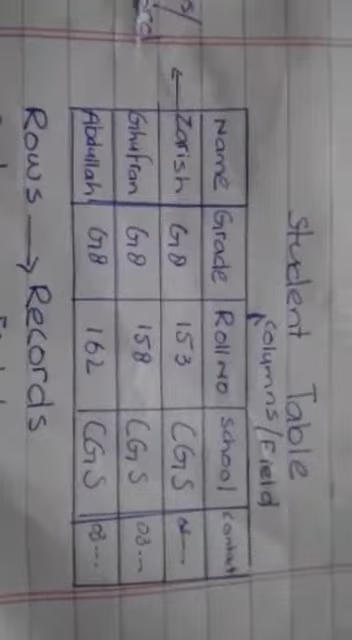 Student Table
columns/Field
Name Grade Roll No School Contact
Zarish G8 153 CGS
Ghufran G8 158 CGS 03...
Abdullah G8 162 CGS 03...
Rows → Records